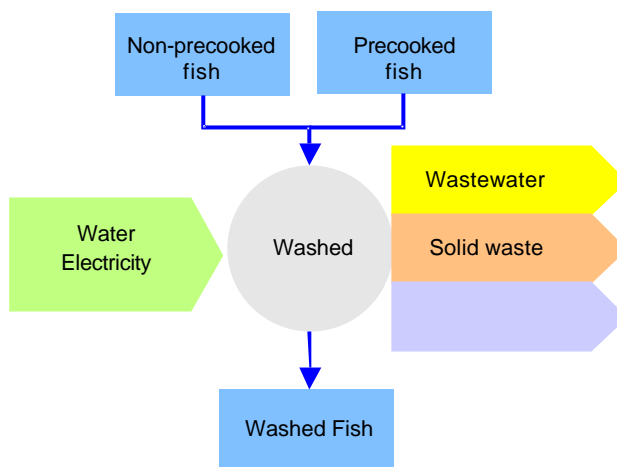 Non-precooked
fish
Precooked
fish
Wastewater
Water
Electricity
Washed
Solid waste
Washed Fish